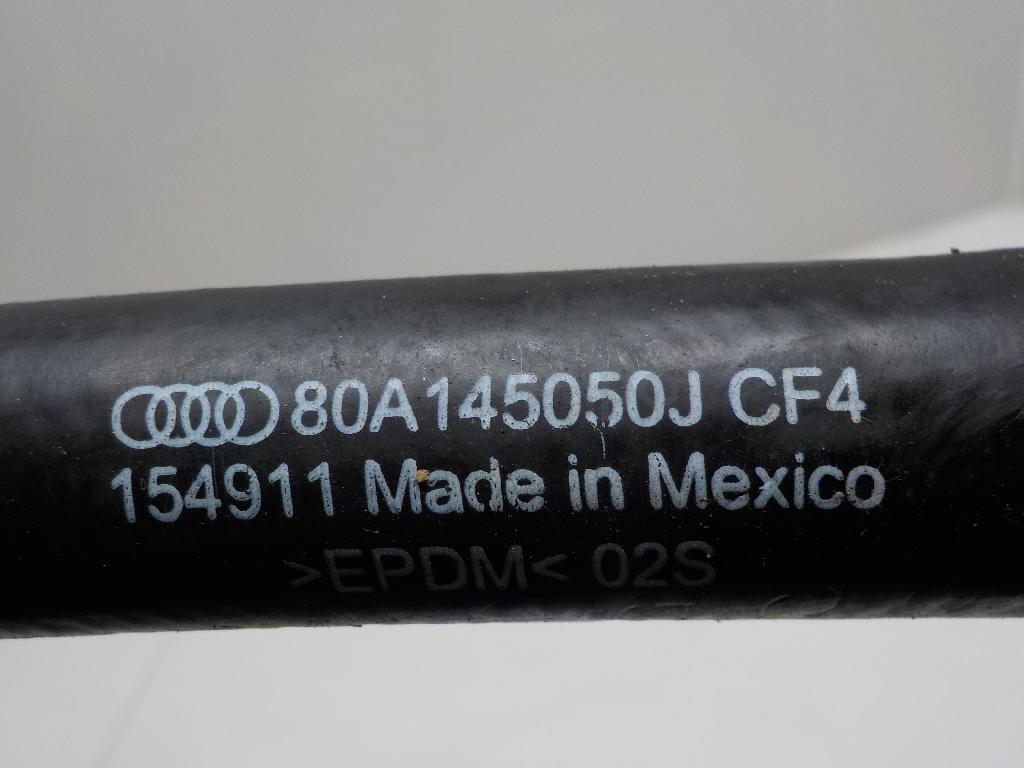 80A145050J CF4
154911 Made in Mexico
>EPDM< 02S